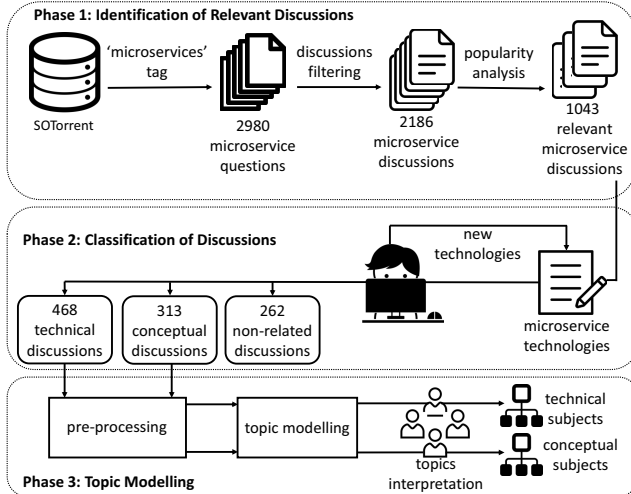 Phase 1: Identification of Relevant Discussions
'microservices'
tag
discussions
filtering
popularity
analysis
SOTorrent
2980
microservice
questions
2186
microservice
discussions
1043
relevant
microservice
discussions
Phase 2: Classification of Discussions
new
technologies
468
technical
discussions
313
conceptual
discussions
262
non-related
discussions
microservice
technologies
pre-processing
topic modelling
technical
subjects
conceptual
subjects
topics
interpretation
Phase 3: Topic Modelling